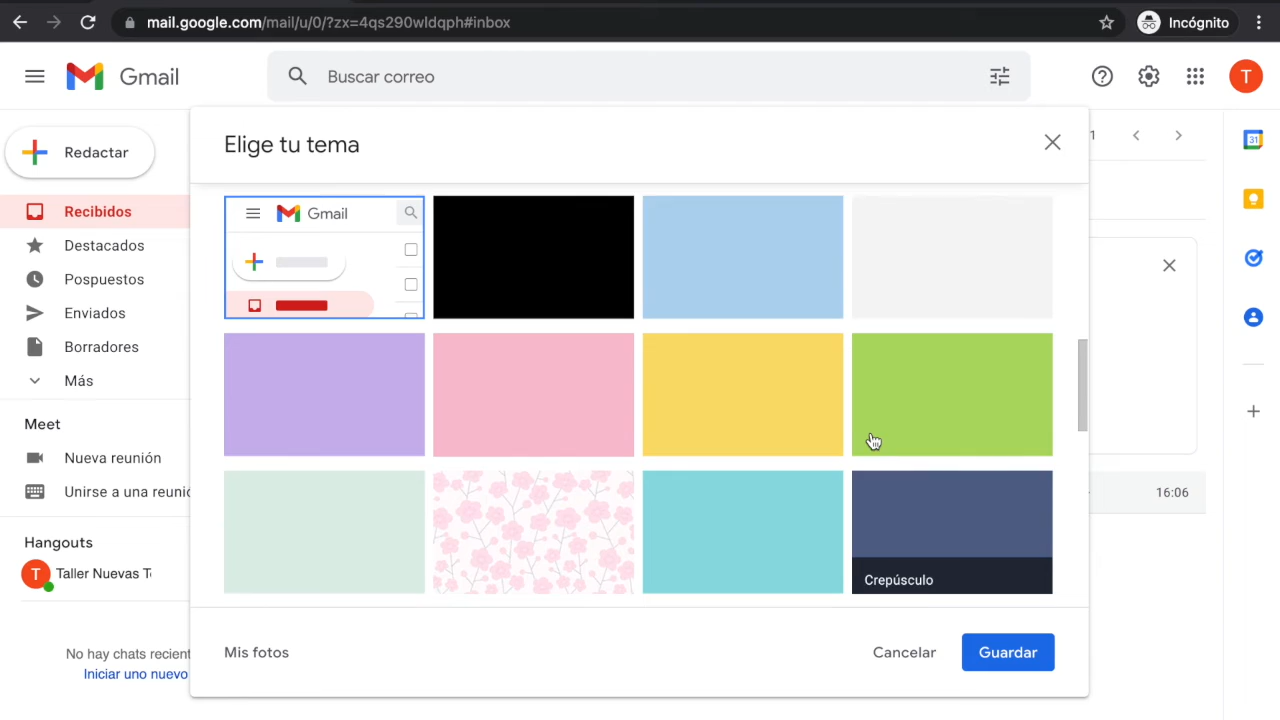 mail.google.com/mail/u/0/?zx=4qs290wldqph#inbox
Incógnito
Gmail
Buscar correo
T
Redactar
Recibidos
Destacados
Pospuestos
Enviados
Borradores
Más
Meet
Nueva reunión
Unirse a una reunió
Hangouts
T
Taller Nuevas
No hay chats recient
Iniciar uno nuevo
Elige tu tema
Gmail
Crepúsculo
Mis fotos
Cancelar
Guardar
1
16:06
31